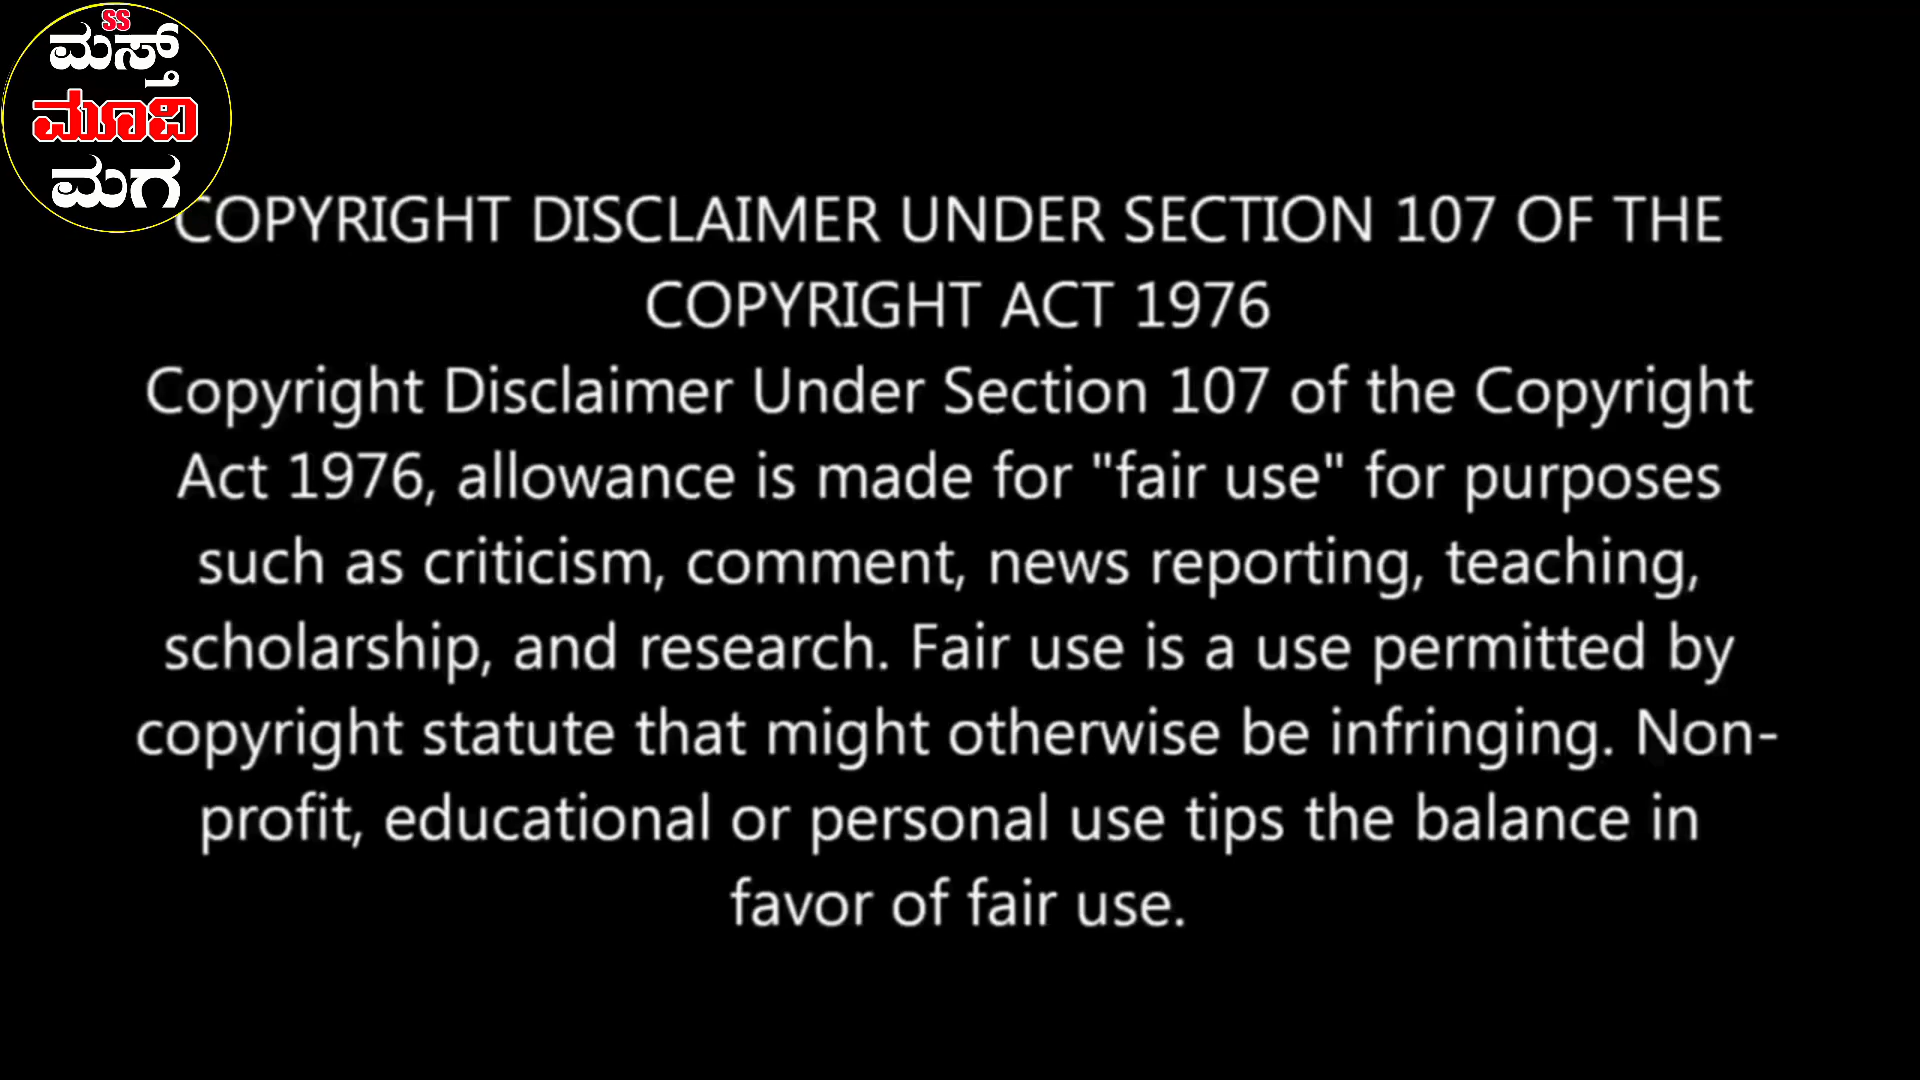 SS
ಮಸ್ತ್
ಮೂವಿ
ಮಗ
COPYRIGHT DISCLAIMER UNDER SECTION 107 OF THE
COPYRIGHT ACT 1976
Copyright Disclaimer Under Section 107 of the Copyright
Act 1976, allowance is made for "fair use" for purposes
such as criticism, comment, news reporting, teaching,
scholarship, and research. Fair use is a use permitted by
copyright statute that might otherwise be infringing. Non-
profit, educational or personal use tips the balance in
favor of fair use.